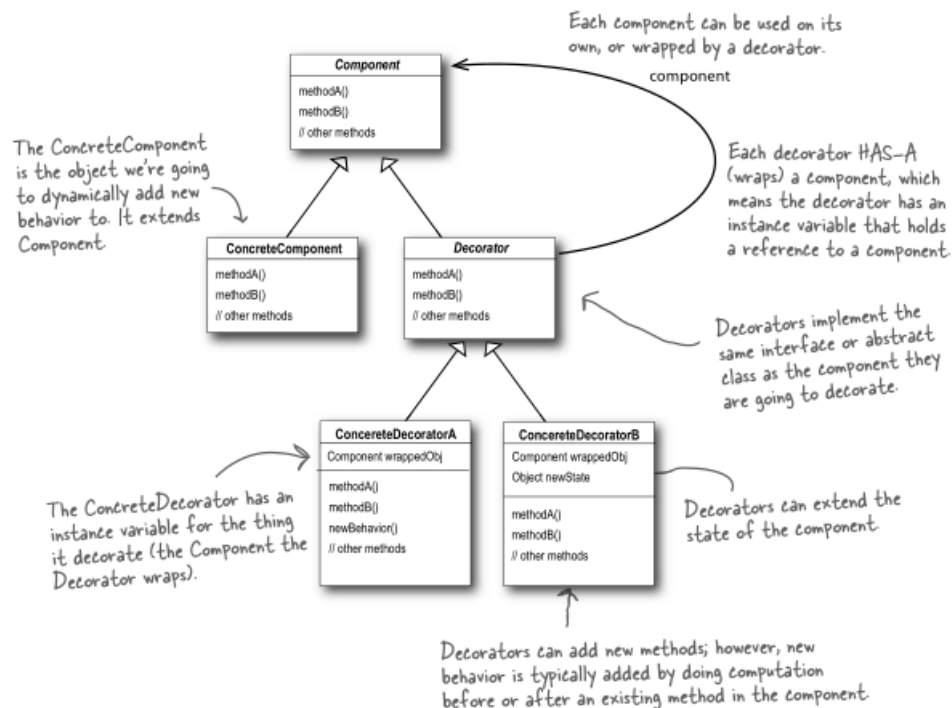 Each component can be used on its
own, or wrapped by a decorator.
component
Component
methodA()
methodB()
// other methods
The ConcreteComponent
is the object we're going
to dynamically add new
behavior to. It extends
Component.
Each decorator HAS-A
(wraps) a component, which
means the decorator has an
instance variable that holds
a reference to a component.
ConcreteComponent
methodA()
methodB()
// other methods
Decorator
methodA()
methodB()
// other methods
Decorators implement the
same interface or abstract
class as the component they
are going to decorate.
ConcereteDecoratorA
Component wrappedObj
methodA()
methodB()
newBehavior()
// other methods
ConcereteDecoratorB
Component wrappedObj
Object newState
methodA()
methodB()
// other methods
The ConcreteDecorator has an
instance variable for the thing
it decorate (the Component the
Decorator wraps).
Decorators can extend the
state of the component.
Decorators can add new methods; however, new
behavior is typically added by doing computation
before or after an existing method in the component.